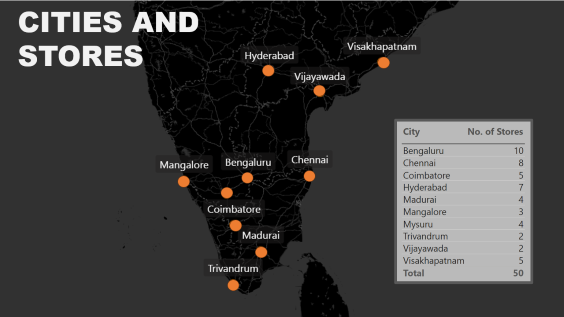 CITIES AND
STORES
Visakhapatnam
Hyderabad
Vijayawada
Mangalore
Bengaluru
Chennai
Coimbatore
Madurai
Trivandrum
City No. of Stores
Bengaluru 10
Chennai 8
Coimbatore 5
Hyderabad 7
Madurai 4
Mangalore 3
Mysuru 4
Trivandrum 2
Vijayawada 2
Visakhapatnam 5
Total 50